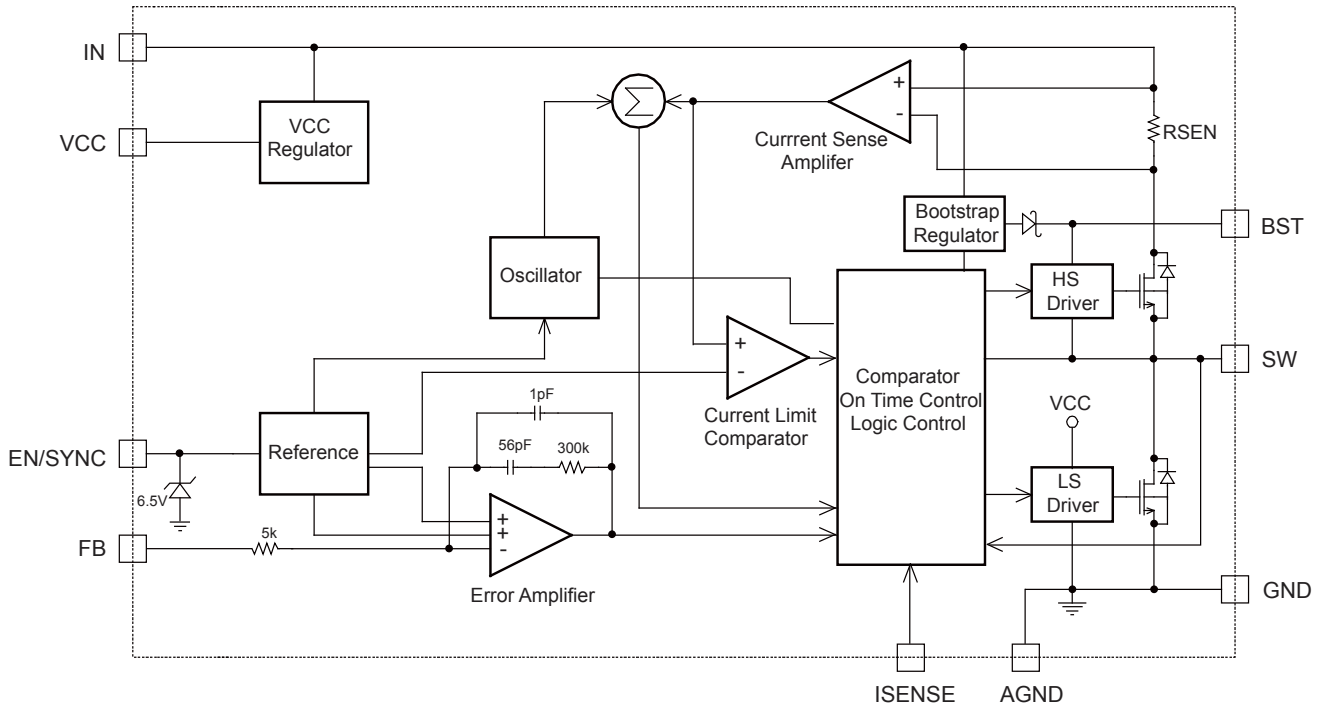 IN
VCC
VCC
Regulator
Σ
+
-
Currrent Sense
Amplifer
RSEN
Bootstrap
Regulator
BST
Oscillator
HS
Driver
+
-
Current Limit
Comparator
Comparator
On Time Control
Logic Control
SW
VCC
1pF
56pF
300k
EN/SYNC
Reference
6.5V
LS
Driver
FB
5k
+
+
-
Error Amplifier
GND
ISENSE
AGND